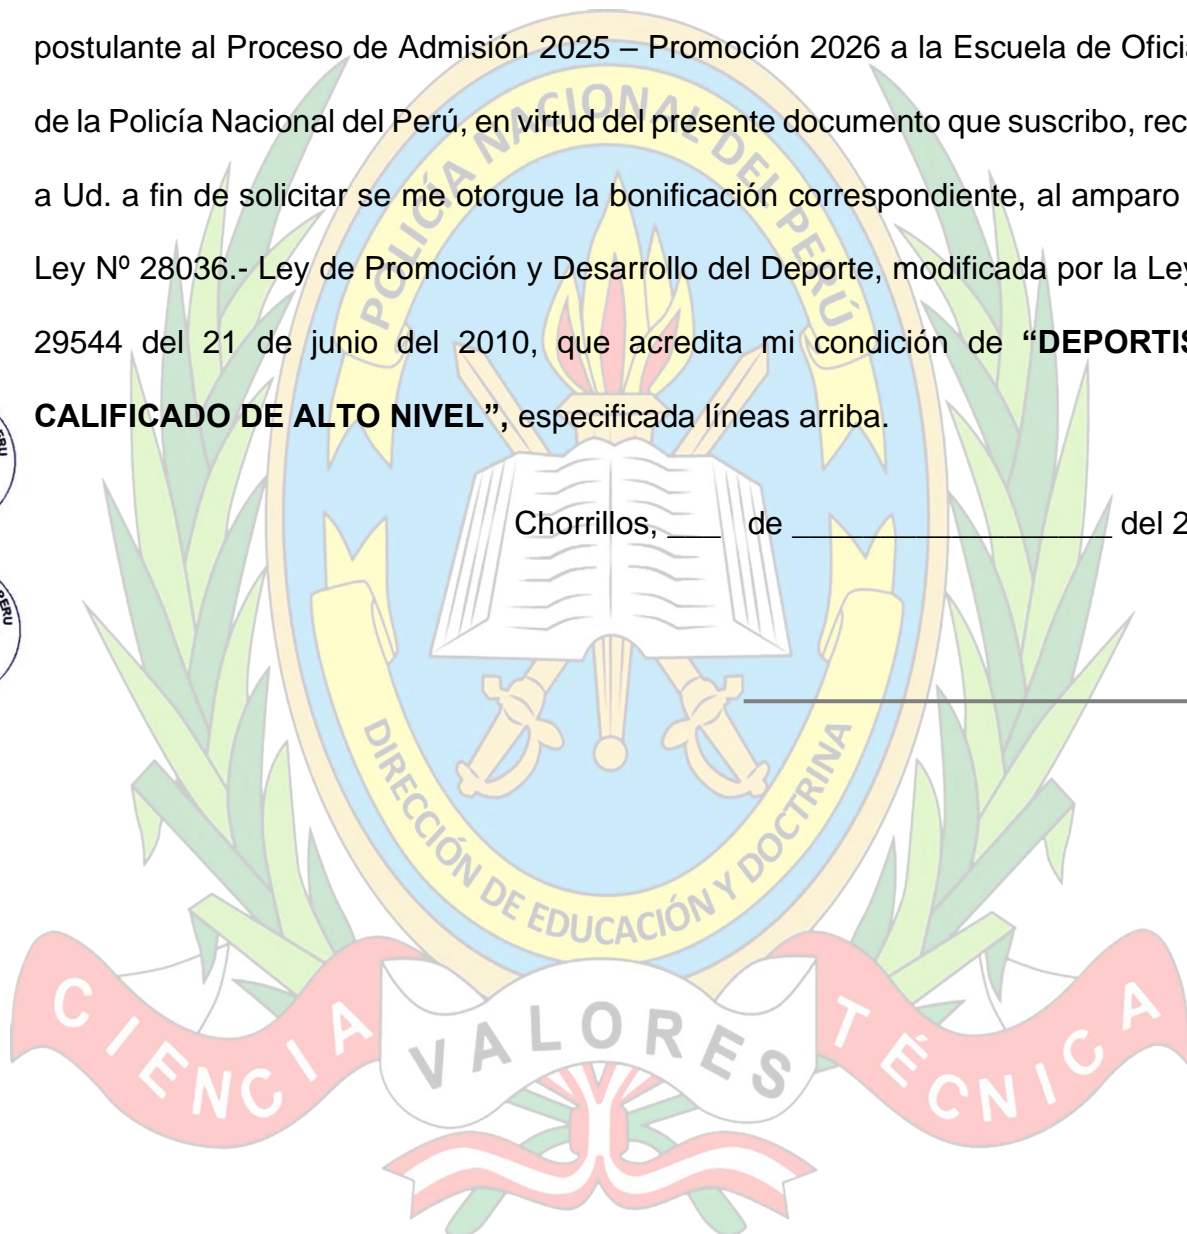 postulante al Proceso de Admisión 2025 – Promoción 2026 a la Escuela de Oficia
de la Policía Nacional del Perú, en virtud del presente documento que suscribo, rec
a Ud. a fin de solicitar se me otorgue la bonificación correspondiente, al amparo
Ley Nº 28036.- Ley de Promoción y Desarrollo del Deporte, modificada por la Ley
29544 del 21 de junio del 2010, que acredita mi condición de “DEPORTIS
CALIFICADO DE ALTO NIVEL”, especificada líneas arriba.
Chorrillos, ___ de __________________ del 2
POLICÍA NACIONAL DEL PERÚ
DIRECCIÓN DE EDUCACIÓN Y DOCTRINA
CIENCIA VALORES TÉCNICA
PERU
PERU